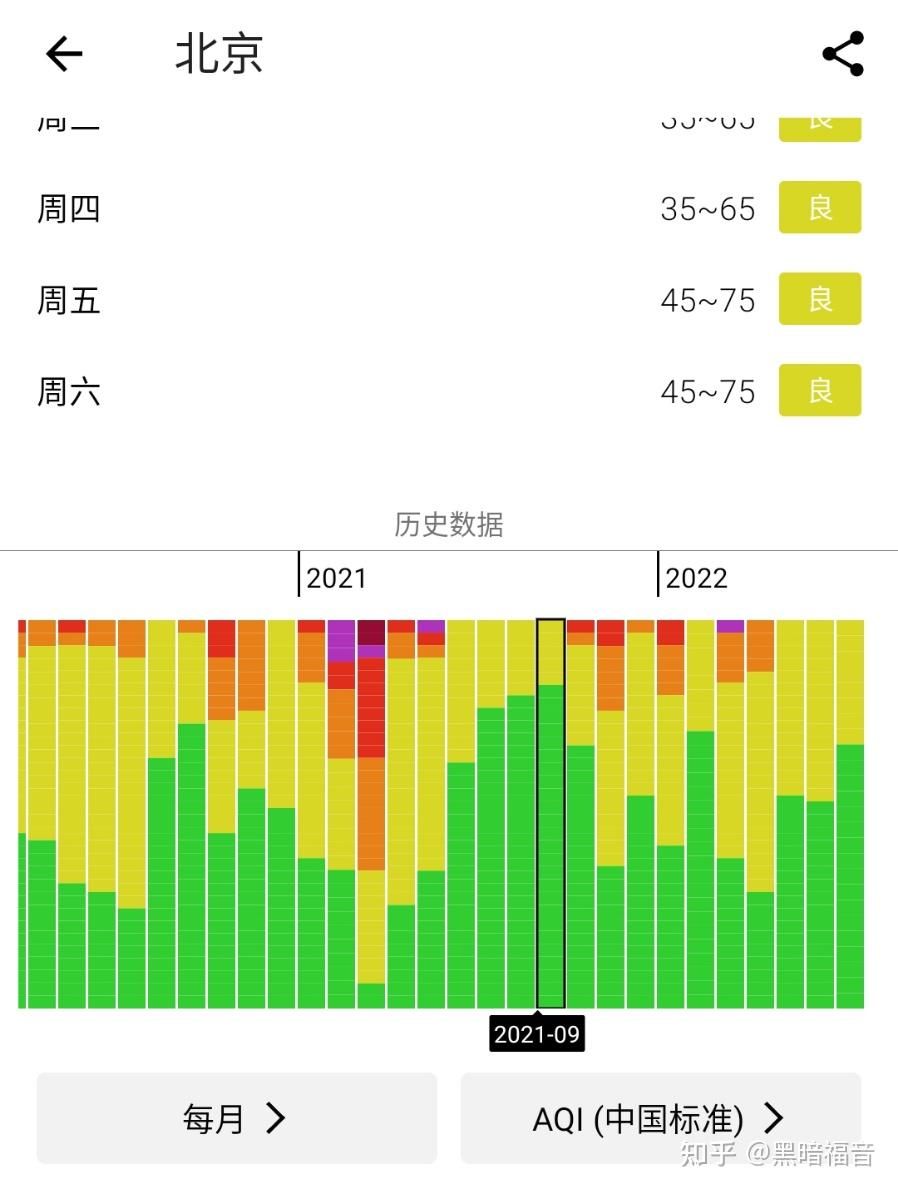 北京
周四 35~65 良
周五 45~75 良
周六 45~75 良
历史数据
2021 2022
2021-09
每月 AQI (中国标准)
知乎 @黑暗福音